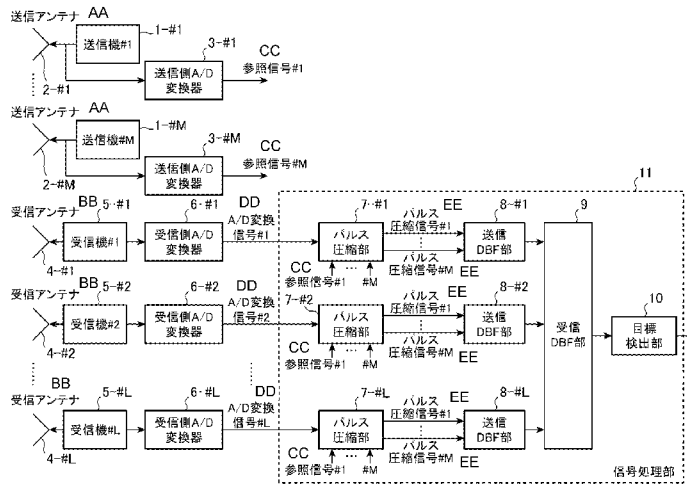 送信アンテナ AA
1~#1
送信機#1
3~#1
CC
送信側A/D
変換器
参照信号#1
2~#1
送信アンテナ AA
1~#M
送信機#M
3~#M
CC
送信側A/D
変換器
参照信号#M
2~#M
11
受信アンテナ BB
5~#1
6~#1
DD
A/D変換
信号#1
7~#1
パルス
圧縮信号#1
EE
8~#1
9
受信機#1
受信側A/D
変換器
パルス
圧縮部
送信
DBF部
4~#1
CC
参照信号#1 … #M
パルス
圧縮信号#M
EE
受信アンテナ BB
5~#2
6~#2
DD
A/D変換
信号#2
7~#2
パルス
圧縮信号#1
EE
8~#2
10
受信機#2
受信側A/D
変換器
パルス
圧縮部
送信
DBF部
受信
DBF部
目標
検出部
4~#2
CC
参照信号#1 … #M
パルス
圧縮信号#M
EE
受信アンテナ BB
5~#L
6~#L
DD
A/D変換
信号#L
7~#L
パルス
圧縮信号#1
EE
8~#L
受信機#L
受信側A/D
変換器
パルス
圧縮部
送信
DBF部
4~#L
CC
参照信号#1 … #M
パルス
圧縮信号#M
EE
信号処理部